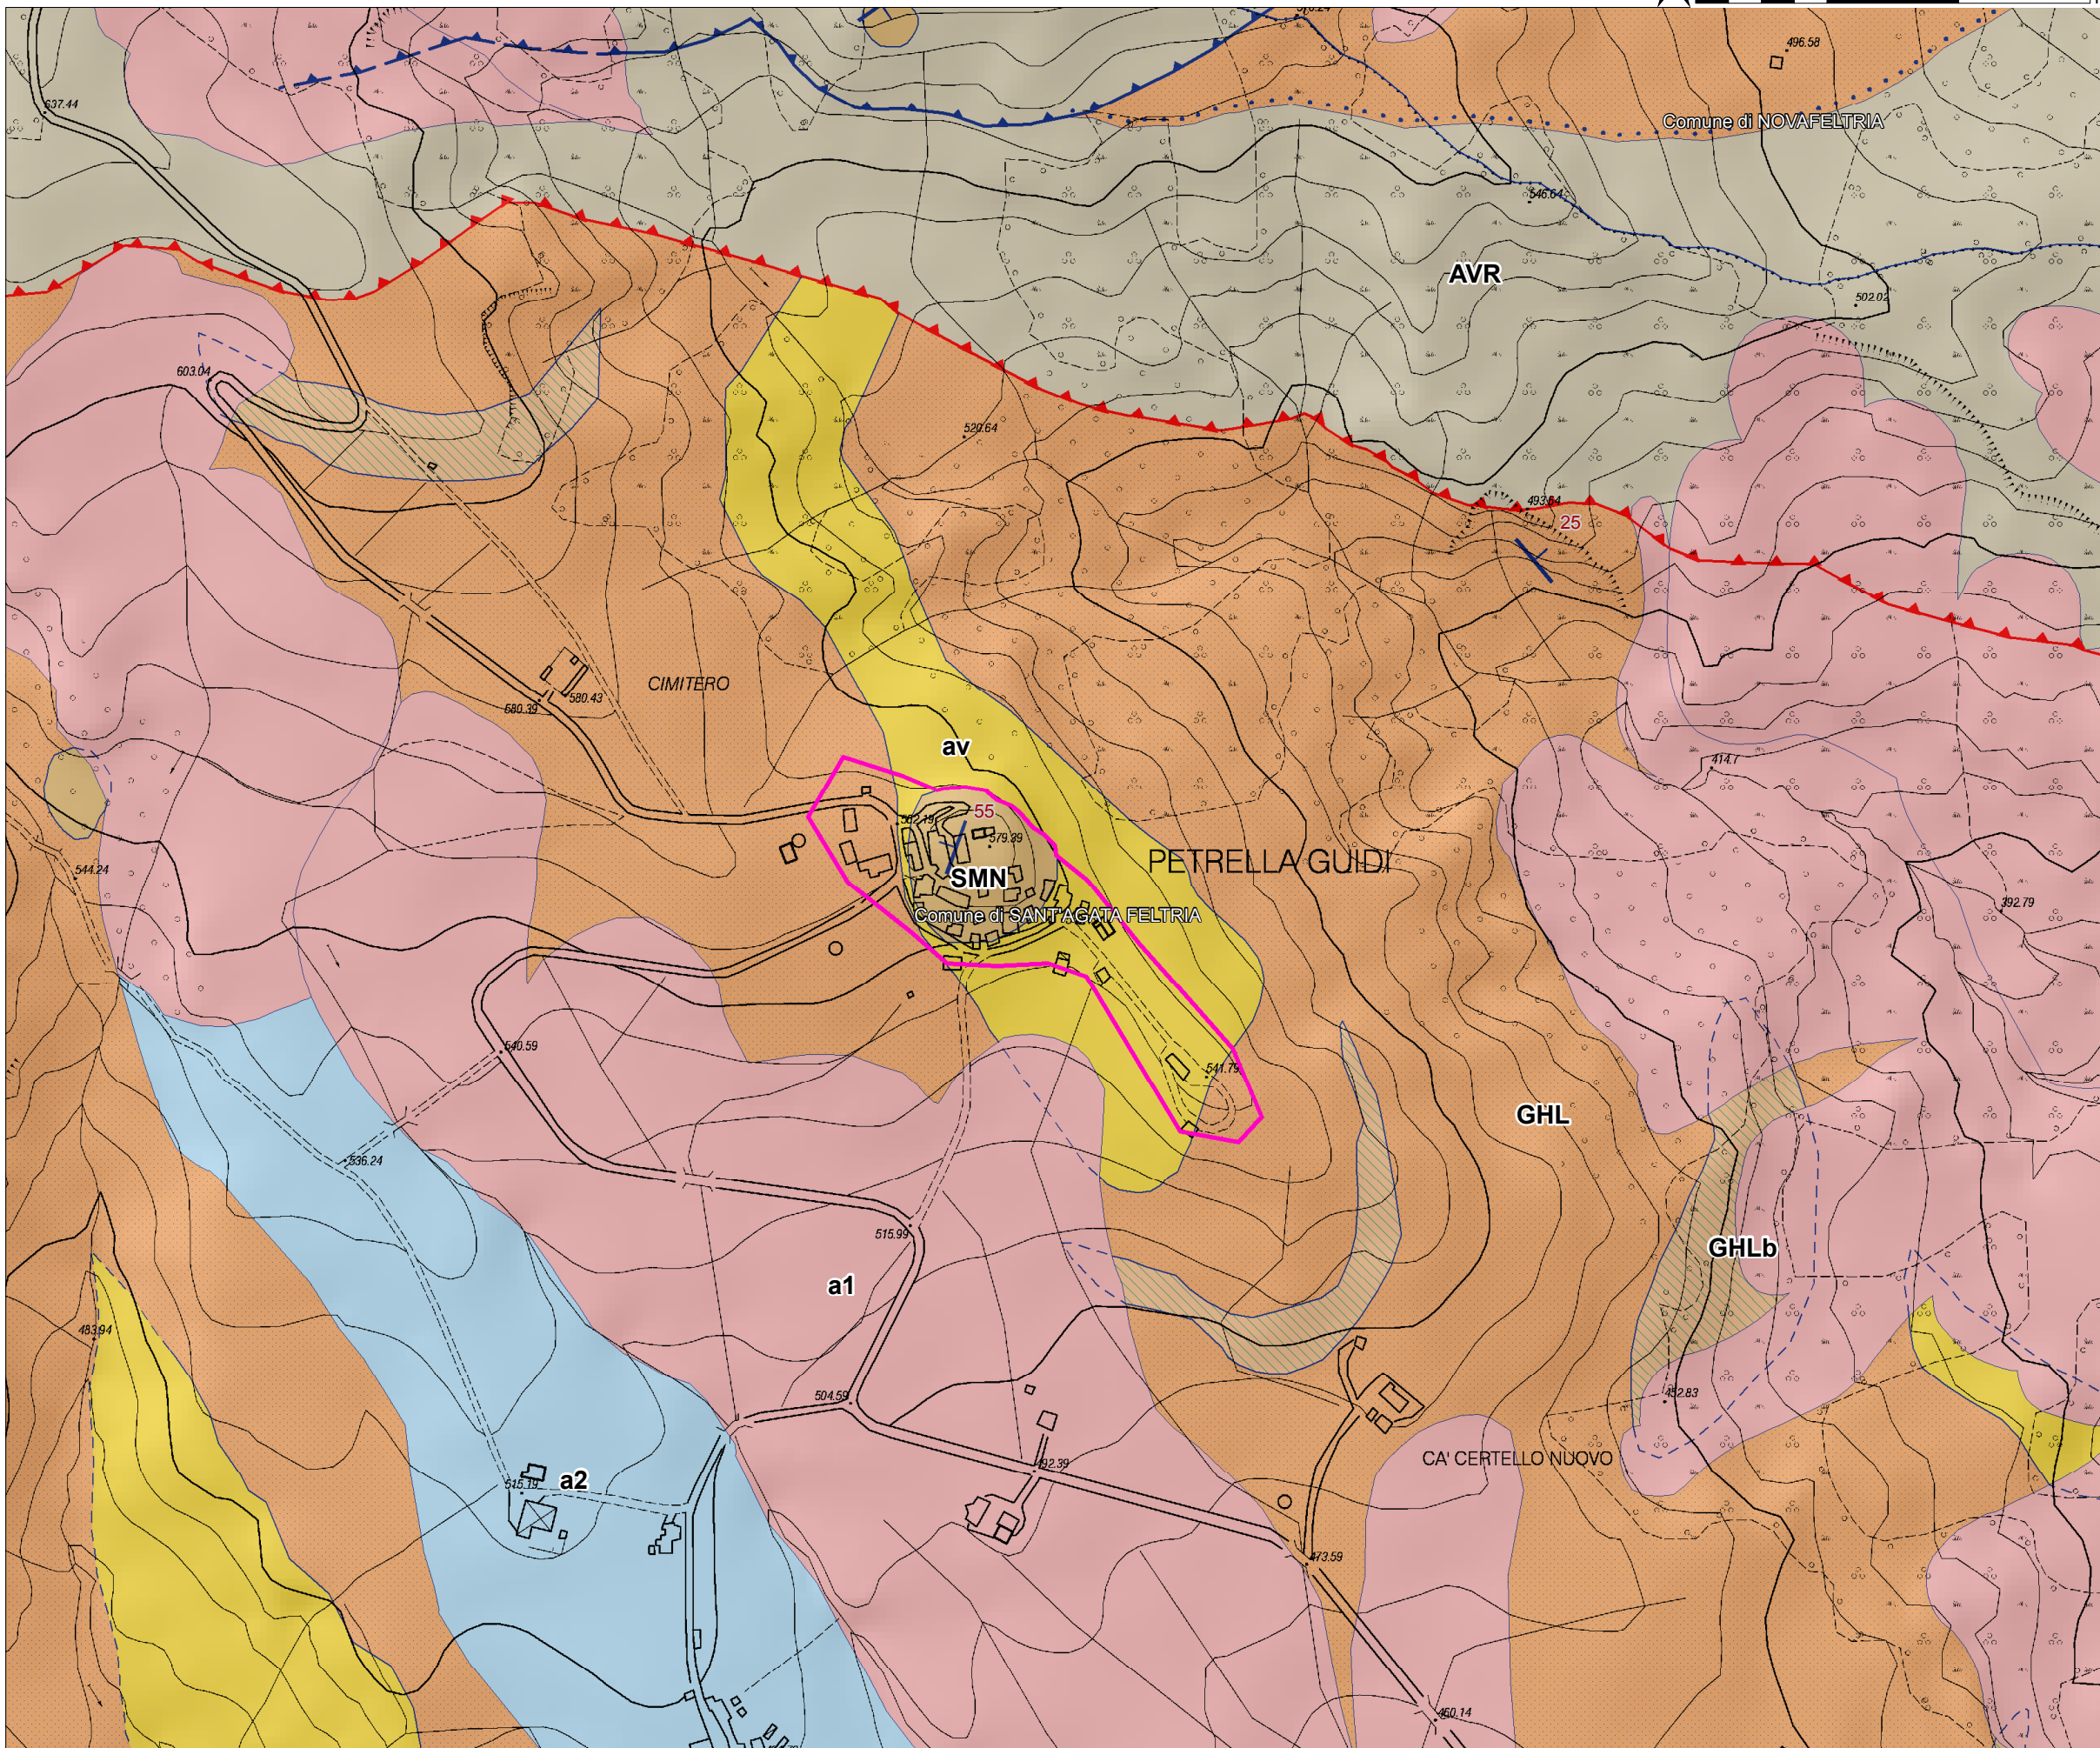 496.58
637.44
Comune di NOVAFELTRIA
546.64
AVR
502.02
603.04
520.64
493.64
25
CIMITERO
580.43
580.39
414.7
av
55
562.19
579.39
PETRELLA GUIDI
544.24
SMN
392.79
Comune di SANT'AGATA FELTRIA
540.59
541.79
GHL
536.24
515.99
GHLb
a1
483.94
452.83
504.59
CA' CERTELLO NUOVO
492.39
a2
515.19
473.59
460.14